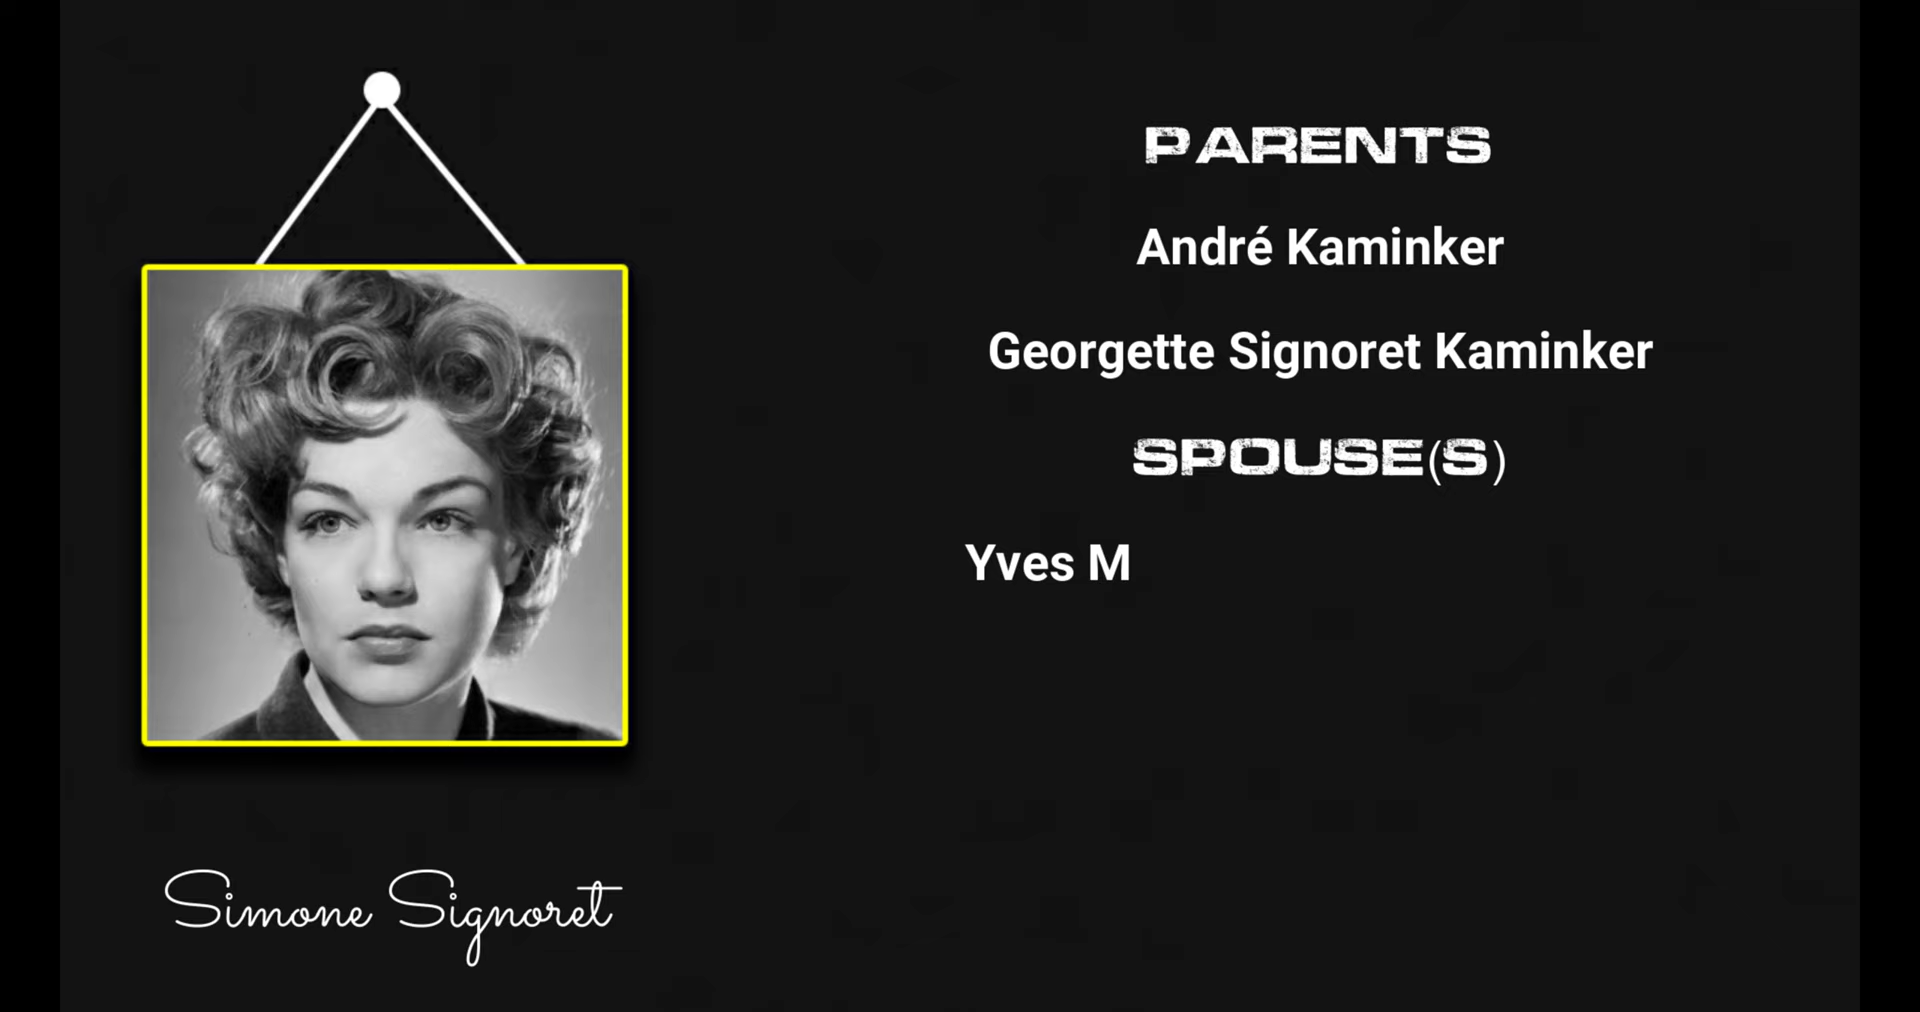 PARENTS
André Kaminker
Georgette Signoret Kaminker
SPOUSE(S)
Yves M
Simone Signoret